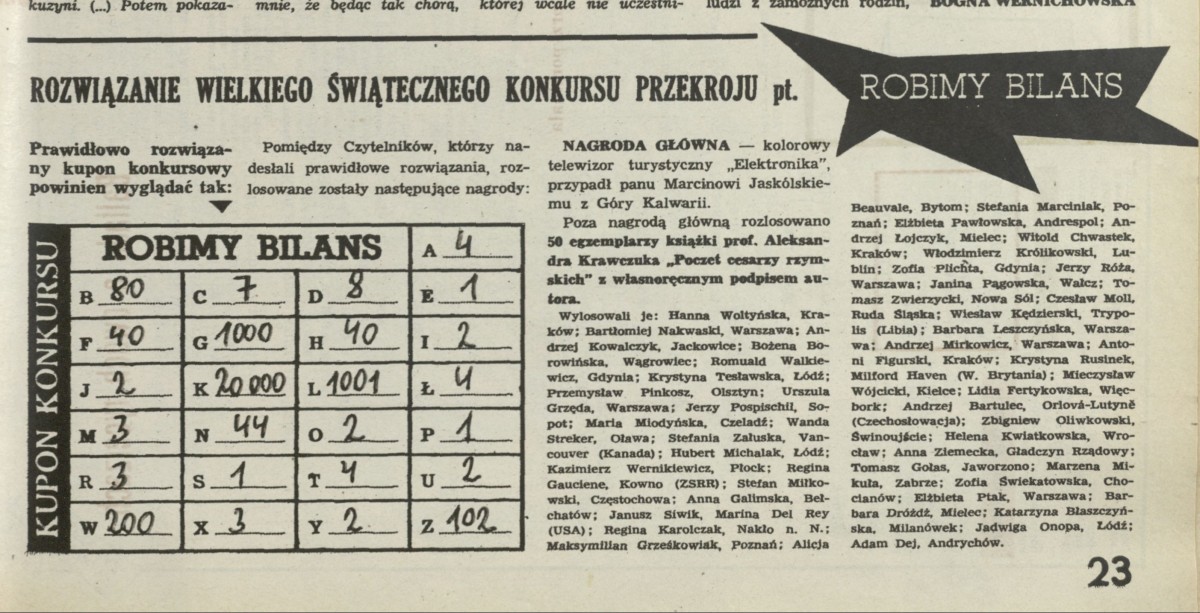 kuzyni. (...) Potem pokaza-
mnie, że będąc tak chorą,
której wcale nie uczestni-
ludzi z zamożnych rodzin,
BOGNA WERNICHOWSKA
ROZWIĄZANIE WIELKIEGO ŚWIĄTECZNEGO KONKURSU PRZEKROJU pt.
ROBIMY BILANS
Prawidłowo rozwiąza-
ny kupon konkursowy
powinien wyglądać tak:
KUPON KONKURSU
ROBIMY BILANS A 4
B 80 C 7 D 8 E 1
F 40 G 1000 H 40 I 2
J 2 K 20 000 L 1001 Ł 4
M 3 N 44 O 2 P 1
R 3 S 1 T 4 U 2
W 200 X 3 Y 2 Z 102
Pomiędzy Czytelników, którzy na-
desłali prawidłowe rozwiązania, roz-
losowane zostały następujące nagrody:
NAGRODA GŁÓWNA — kolorowy
telewizor turystyczny „Elektronika”,
przypadł panu Marcinowi Jaskólskie-
mu z Góry Kalwarii.
Poza nagrodą główną rozlosowano
50 egzemplarzy książki prof. Aleksan-
dra Krawczuka „Poczet cesarzy rzym-
skich” z własnoręcznym podpisem au-
tora.
Wylosowali je: Hanna Woltyńska, Kra-
ków; Bartłomiej Nakwaski, Warszawa; An-
drzej Kowalczyk, Jackowice; Bożena Bo-
rowińska, Wągrowiec; Romuald Walkie-
wicz, Gdynia; Krystyna Tesławska, Łódź;
Przemysław Pinkosz, Olsztyn; Urszula
Grzęda, Warszawa; Jerzy Pospischil, So-
pot; Maria Miodyńska, Czeladź; Wanda
Streker, Oława; Stefania Załuska, Van-
couver (Kanada); Hubert Michalak, Łódź;
Kazimierz Wernikiewicz, Płock; Regina
Gauciene, Kowno (ZSRR); Stefan Miłko-
wski, Częstochowa; Anna Galimska, Beł-
chatów; Janusz Siwik, Marina Del Rey
(USA); Regina Karolczak, Nakło n. N.;
Maksymilian Grześkowiak, Poznań; Alicja
Beauvale, Bytom; Stefania Marciniak, Po-
znań; Elżbieta Pawłowska, Andrespol; An-
drzej Łojczyk, Mielec; Witold Chwastek,
Kraków; Włodzimierz Królikowski, Lu-
blin; Zofia Plichta, Gdynia; Jerzy Róża,
Warszawa; Janina Pągowska, Wałcz; To-
masz Zwierzycki, Nowa Sól; Czesław Moll,
Ruda Śląska; Wiesław Kędzierski, Trypo-
lis (Libia); Barbara Leszczyńska, Warsza-
wa; Andrzej Mirkowicz, Warszawa; Anto-
ni Figurski, Kraków; Krystyna Rusinek,
Milford Haven (W. Brytania); Mieczysław
Wójcicki, Kielce; Lidia Fertykowska, Więc-
bork; Andrzej Bartulec, Orlová-Lutyně
(Czechosłowacja); Zbigniew Oliwkowski,
Świnoujście; Helena Kwiatkowska, Wro-
cław; Anna Ziemecka, Gładczyn Rządowy;
Tomasz Gołas, Jaworzono; Marzena Mi-
kuła, Zabrze; Zofia Świekatowska, Cho-
cianów; Elżbieta Ptak, Warszawa; Bar-
bara Dróżdż, Mielec; Katarzyna Błaszczyń-
ska, Milanówek; Jadwiga Onopa, Łódź;
Adam Dej, Andrychów.
23